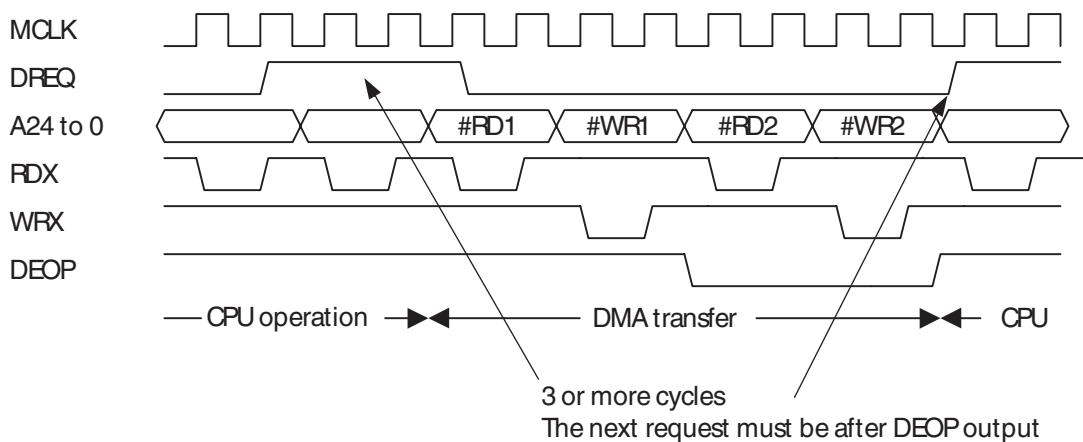 MCLK
DREQ
A24 to 0 #RD1 #WR1 #RD2 #WR2
RDX
WRX
DEOP
CPU operation DMA transfer CPU
3 or more cycles
The next request must be after DEOP output